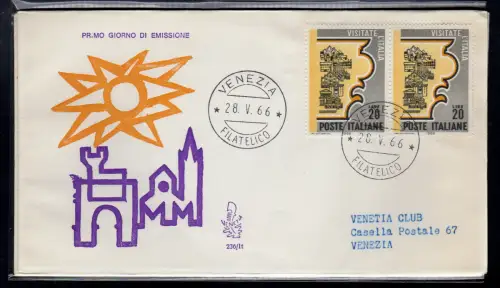 PRIMO GIORNO DI EMISSIONE
VENEZIA
28.V.66
FILATELICO
VISITATE
L'ITALIA
LIRE
20
POSTE ITALIANE
VISITATE
L'ITALIA
LIRE
20
POSTE ITALIANE
VENEZIA
28.V.66
FILATELICO
236/It
VENETIA CLUB
Casella Postale 67
VENEZIA